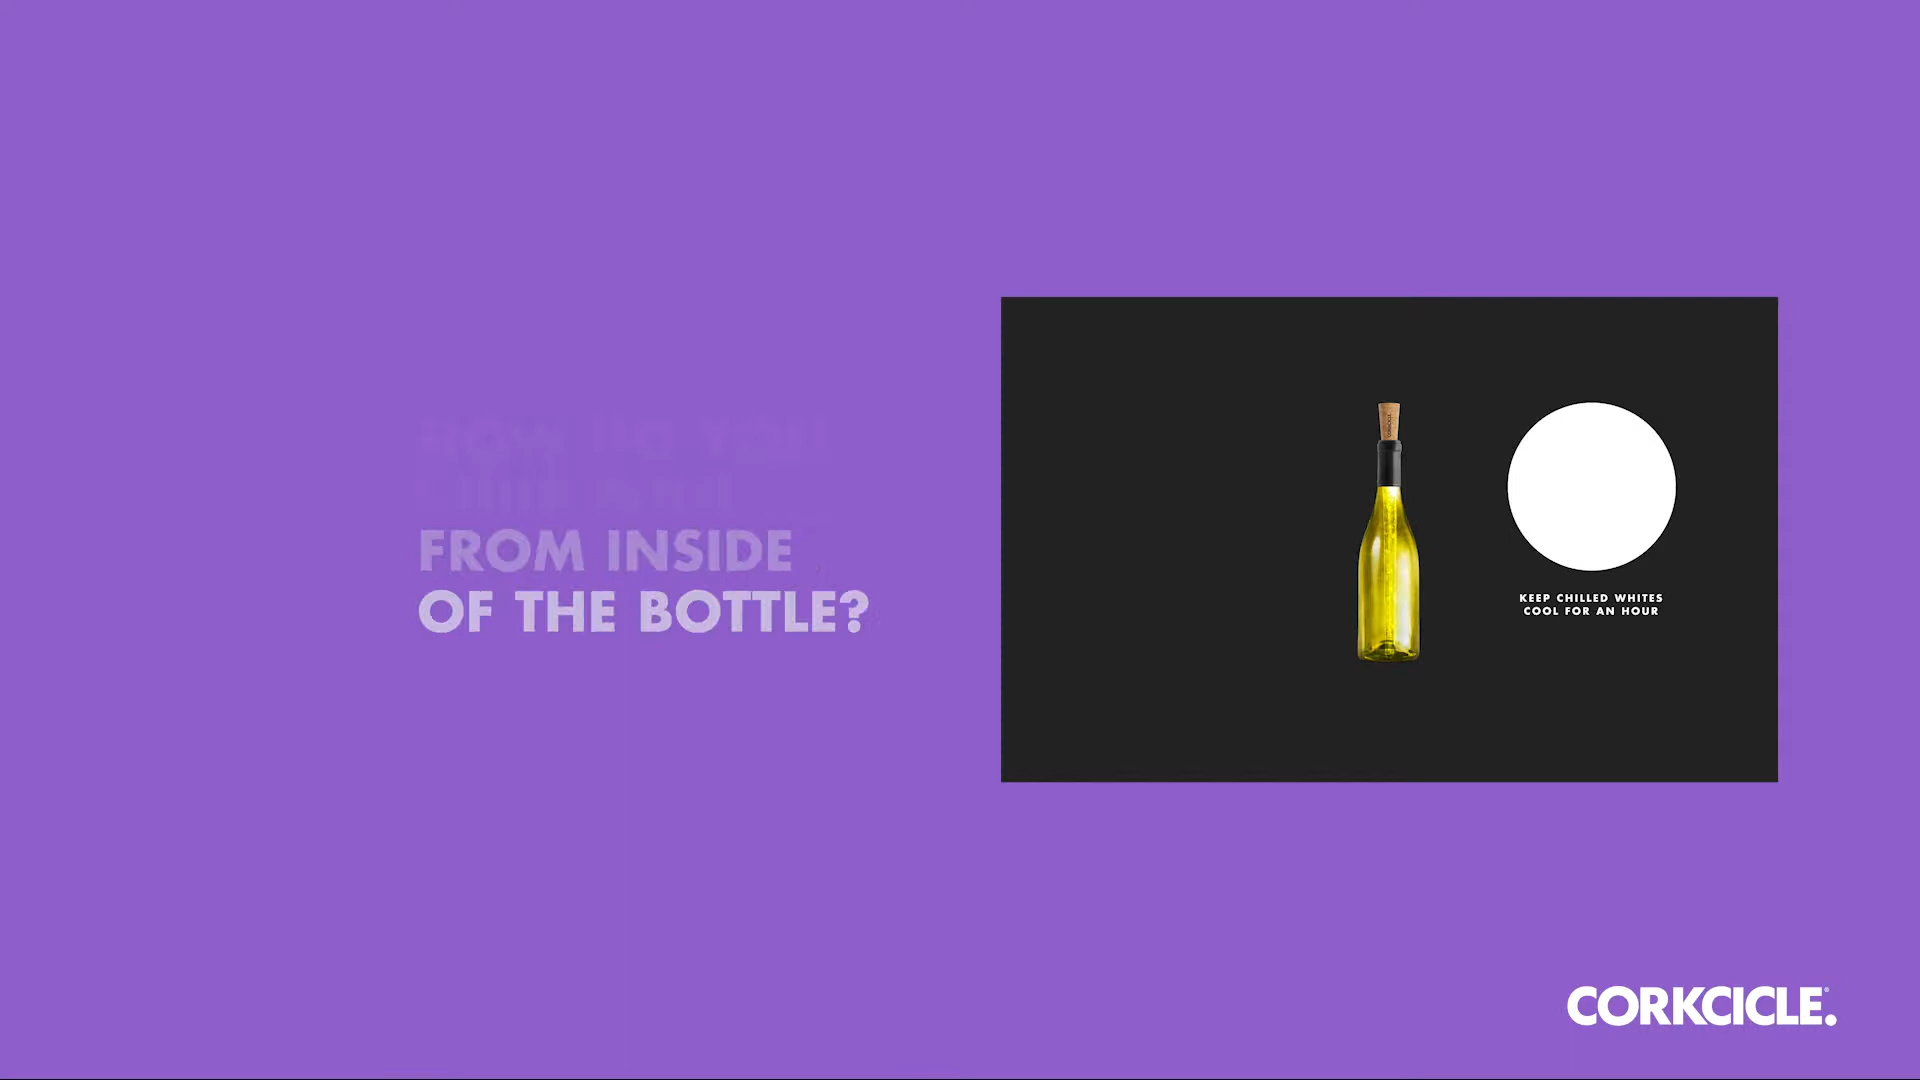 FROM INSIDE
OF THE BOTTLE?
KEEP CHILLED WHITES
COOL FOR AN HOUR
CORKCICLE.